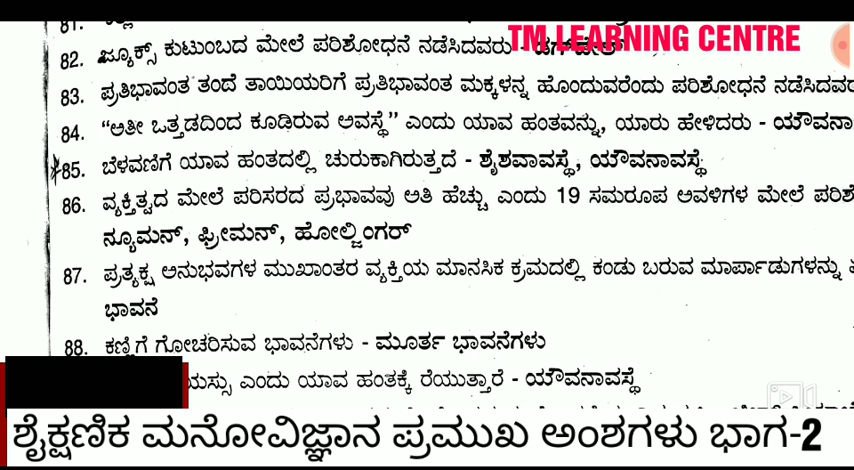 81.
TM LEARNING CENTRE
82. ಜ್ಯೂಕ್ಸ್ ಕುಟುಂಬದ ಮೇಲೆ ಪರಿಶೋಧನೆ ನಡೆಸಿದವರು -
83. ಪ್ರತಿಭಾವಂತ ತಂದೆ ತಾಯಿಯರಿಗೆ ಪ್ರತಿಭಾವಂತ ಮಕ್ಕಳನ್ನ ಹೊಂದುವರೆಂದು ಪರಿಶೋಧನೆ ನಡೆಸಿದವರ
84. "ಅತೀ ಒತ್ತಡದಿಂದ ಕೂಡಿರುವ ಅವಸ್ಥೆ" ಎಂದು ಯಾವ ಹಂತವನ್ನು, ಯಾರು ಹೇಳಿದರು - ಯೌವನಾ
85. ಬೆಳವಣಿಗೆ ಯಾವ ಹಂತದಲ್ಲಿ ಚುರುಕಾಗಿರುತ್ತದೆ - ಶೈಶವಾವಸ್ಥೆ, ಯೌವನಾವಸ್ಥೆ
86. ವ್ಯಕ್ತಿತ್ವದ ಮೇಲೆ ಪರಿಸರದ ಪ್ರಭಾವವು ಅತಿ ಹೆಚ್ಚು ಎಂದು 19 ಸಮರೂಪ ಅವಳಿಗಳ ಮೇಲೆ ಪರಿಶೆ
ನ್ಯೂಮನ್, ಫ್ರೀಮನ್, ಹೋಲ್ಜಿಂಗರ್
87. ಪ್ರತ್ಯಕ್ಷ ಅನುಭವಗಳ ಮುಖಾಂತರ ವ್ಯಕ್ತಿಯ ಮಾನಸಿಕ ಕ್ರಮದಲ್ಲಿ ಕಂಡು ಬರುವ ಮಾರ್ಪಾಡುಗಳನ್ನು
ಭಾವನೆ
88. ಕಣ್ಣಿಗೆ ಗೋಚರಿಸುವ ಭಾವನೆಗಳು - ಮೂರ್ತ ಭಾವನೆಗಳು
ಯಸ್ಸು ಎಂದು ಯಾವ ಹಂತಕ್ಕೆ ರೆಯುತ್ತಾರೆ - ಯೌವನಾವಸ್ಥೆ
ಶೈಕ್ಷಣಿಕ ಮನೋವಿಜ್ಞಾನ ಪ್ರಮುಖ ಅಂಶಗಳು ಭಾಗ-2